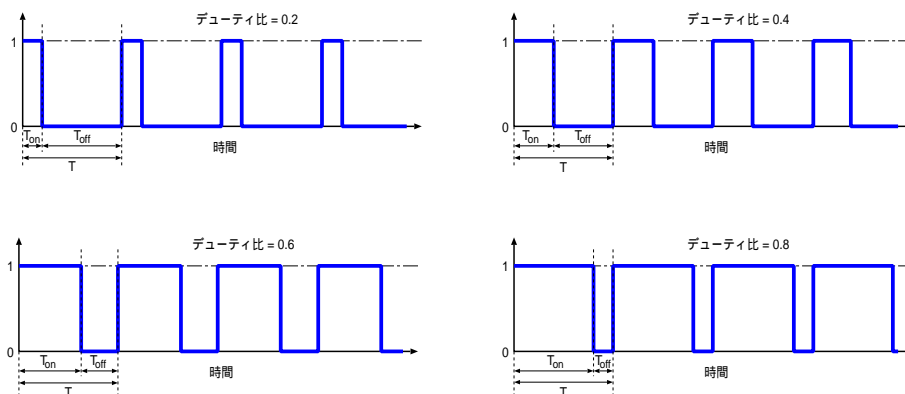 デューティ比 = 0.2
1
0
Ton
Toff
T
時間
デューティ比 = 0.4
1
0
Ton
Toff
T
時間
デューティ比 = 0.6
1
0
Ton
Toff
T
時間
デューティ比 = 0.8
1
0
Ton
Toff
T
時間